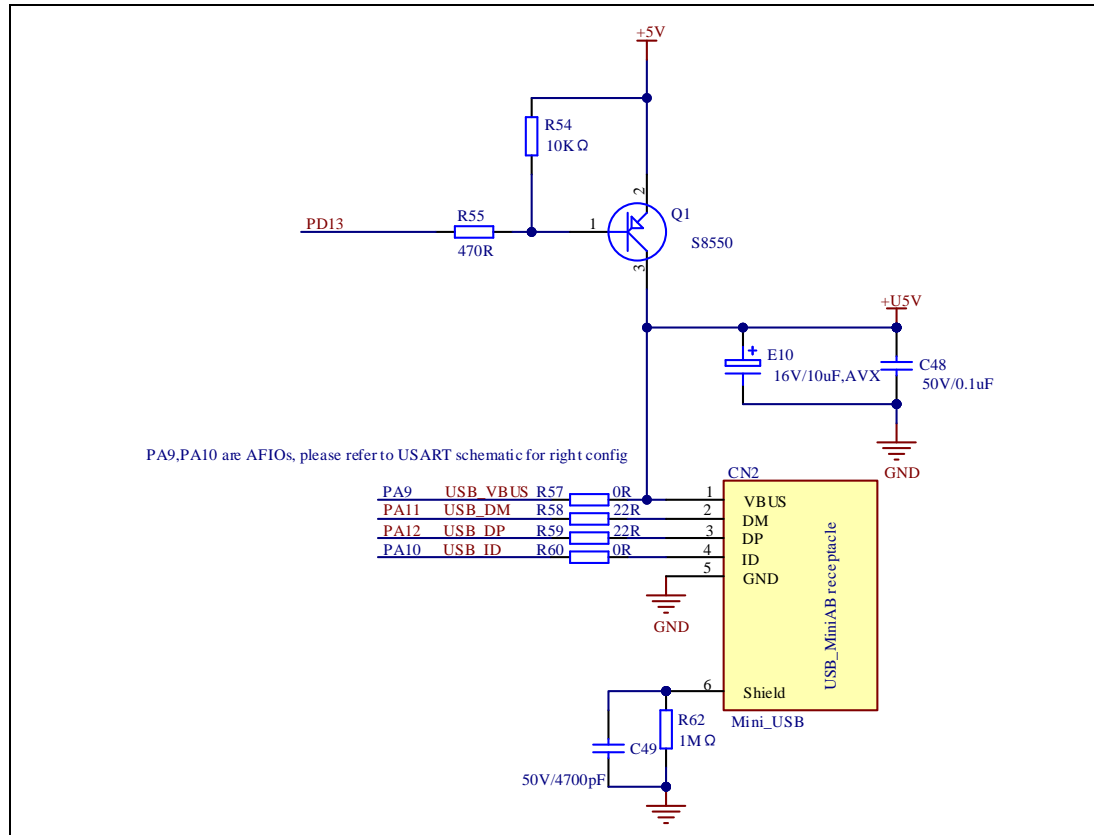 +5V
R54
10KΩ
2
Q1
PD13
R55
1
470R
S8550
3
+U5V
E10
+
16V/10uF,AVX
C48
50V/0.1uF
GND
PA9,PA10 are AFIOs, please refer to USART schematic for right config
CN2
PA9 USB_VBUS R57 0R 1 VBUS
PA11 USB_DM R58 22R 2 DM
PA12 USB_DP R59 22R 3 DP
PA10 USB_ID R60 0R 4 ID
5 GND
GND
USB_MiniAB receptacle
6 Shield
Mini_USB
R62
1MΩ
C49
50V/4700pF